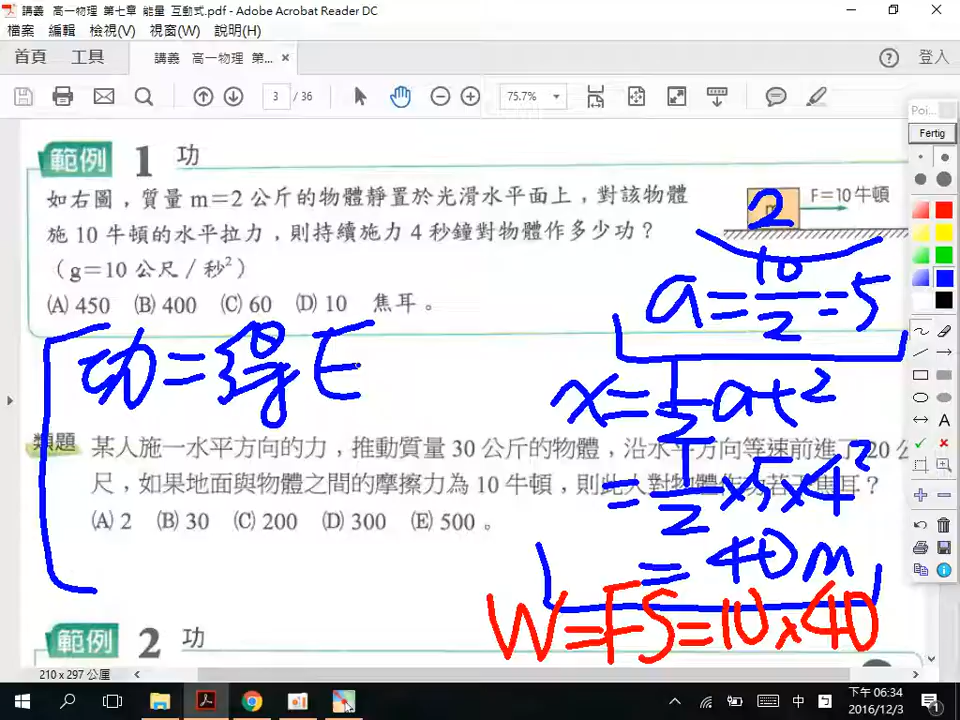 講義 高一物理 第七章 能量 互動式.pdf - Adobe Acrobat Reader DC
檔案 編輯 檢視(V) 視窗(W) 說明(H)
首頁 工具 講義 高一物理 第... × 登入
3 / 36 75.7%
Poi...
Fertig
範例 1 功
如右圖，質量 m=2 公斤的物體靜置於光滑水平面上，對該物體
施 10 牛頓的水平拉力，則持續施力 4 秒鐘對物體作多少功？
（g=10 公尺／秒²）
(A) 450 (B) 400 (C) 60 (D) 10 焦耳。
F=10 牛頓
2
a=10/2=5
功=得E
x=1/2at²
=1/2×5×4²
=40m
W=FS=10×40
類題 某人施一水平方向的力，推動質量 30 公斤的物體，沿水平方向等速前進了 20 公
尺，如果地面與物體之間的摩擦力為 10 牛頓，則此人對物體作功若干焦耳？
(A) 2 (B) 30 (C) 200 (D) 300 (E) 500 。
範例 2 功
210 x 297 公厘
中
下午 06:34
2016/12/3
1